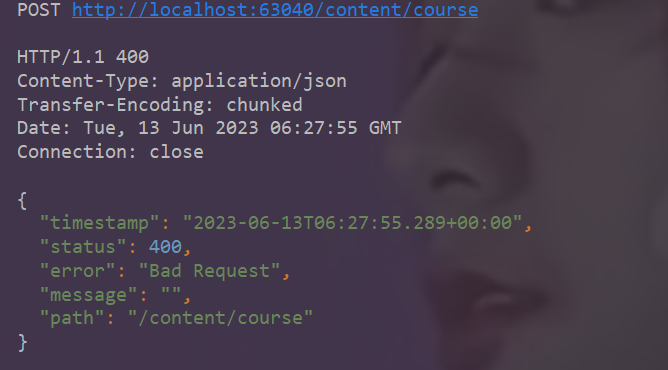 POST http://localhost:63040/content/course
HTTP/1.1 400
Content-Type: application/json
Transfer-Encoding: chunked
Date: Tue, 13 Jun 2023 06:27:55 GMT
Connection: close
{
"timestamp": "2023-06-13T06:27:55.289+00:00",
"status": 400,
"error": "Bad Request",
"message": "",
"path": "/content/course"
}